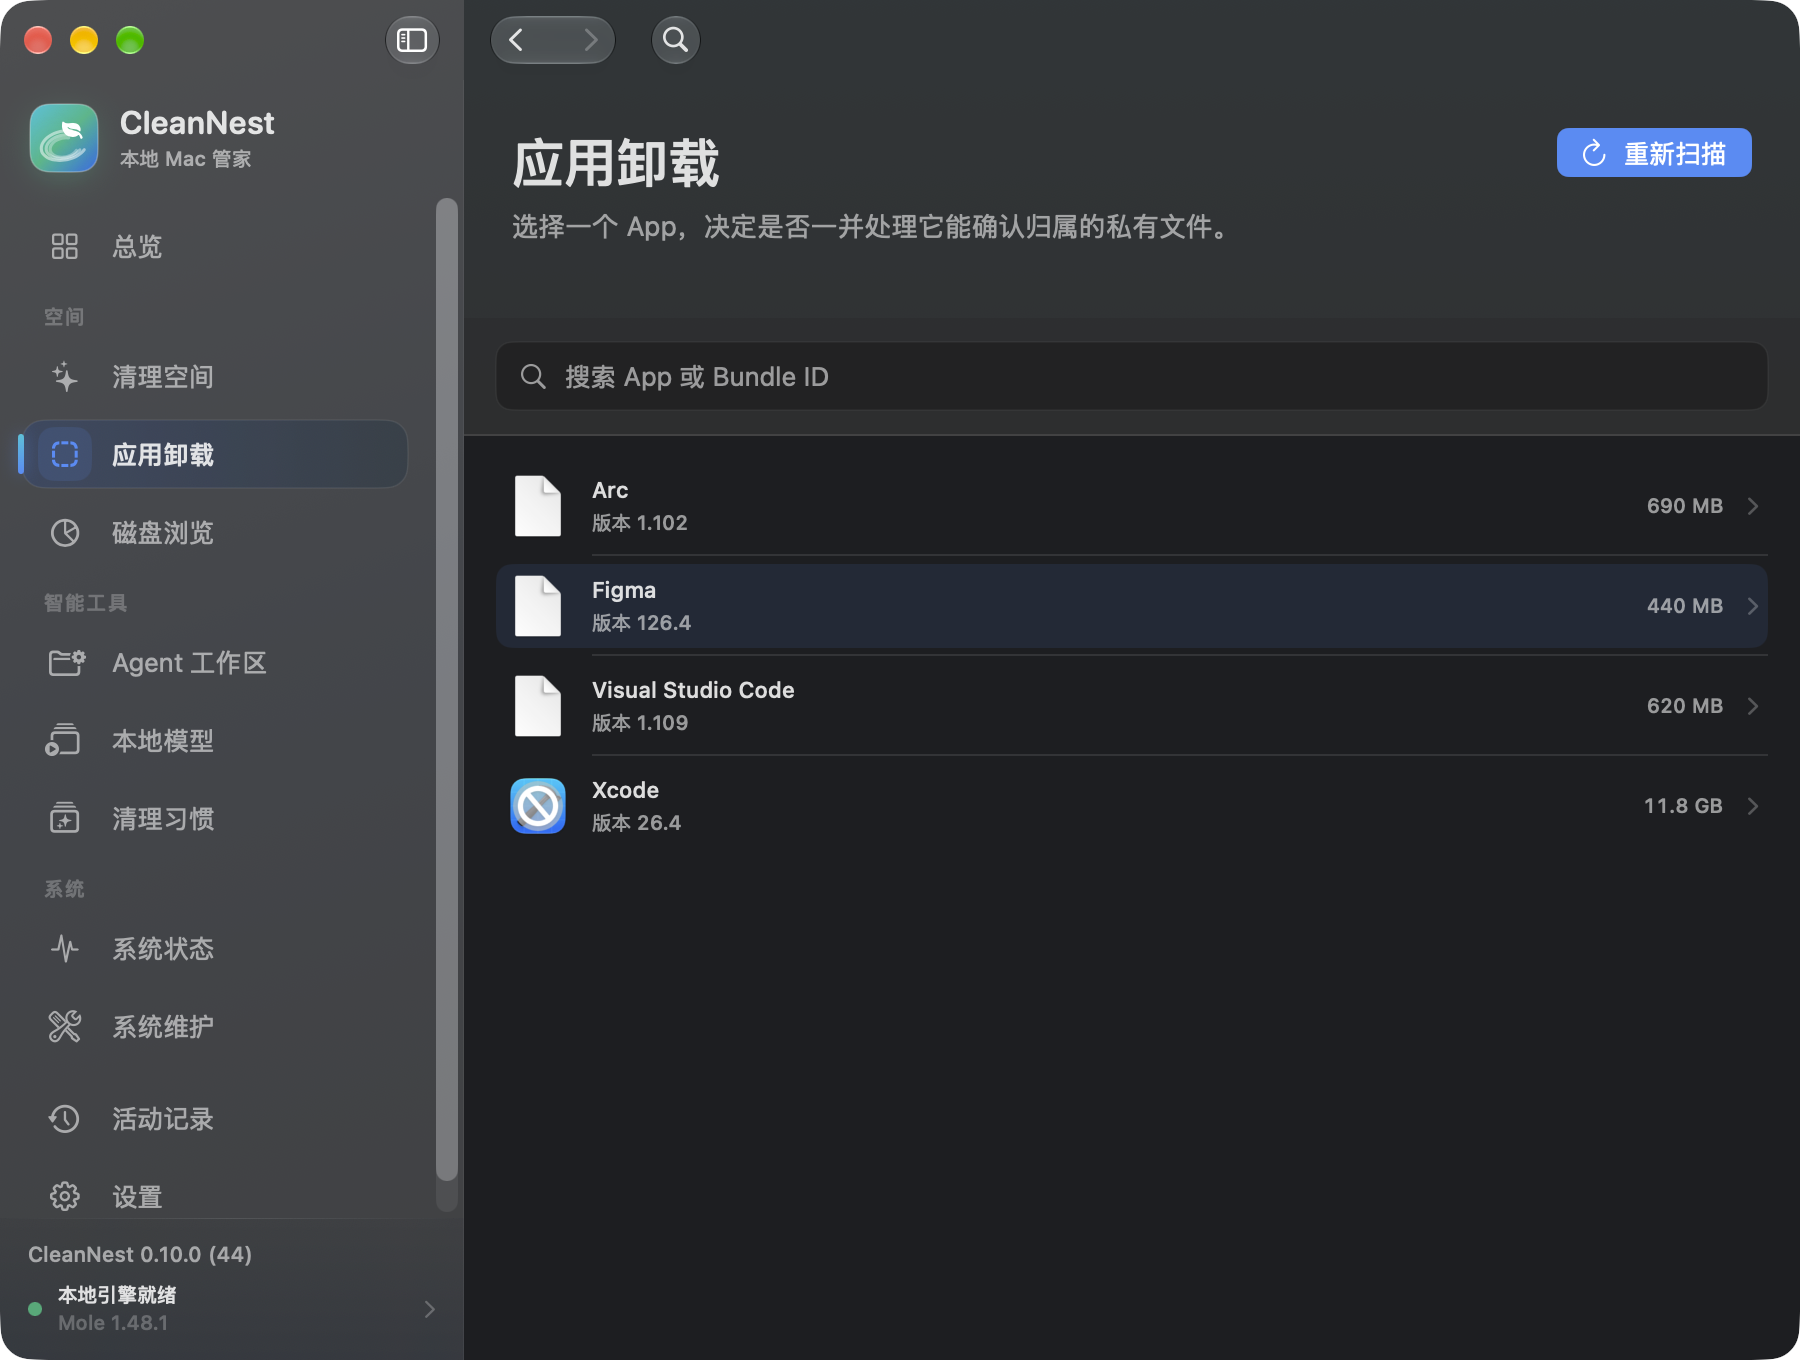 CleanNest
本地 Mac 管家
总览
空间
清理空间
应用卸载
磁盘浏览
智能工具
Agent 工作区
本地模型
清理习惯
系统
系统状态
系统维护
活动记录
设置
CleanNest 0.10.0 (44)
本地引擎就绪
Mole 1.48.1
应用卸载
重新扫描
选择一个 App，决定是否一并处理它能确认归属的私有文件。
搜索 App 或 Bundle ID
Arc
版本 1.102
690 MB
Figma
版本 126.4
440 MB
Visual Studio Code
版本 1.109
620 MB
Xcode
版本 26.4
11.8 GB